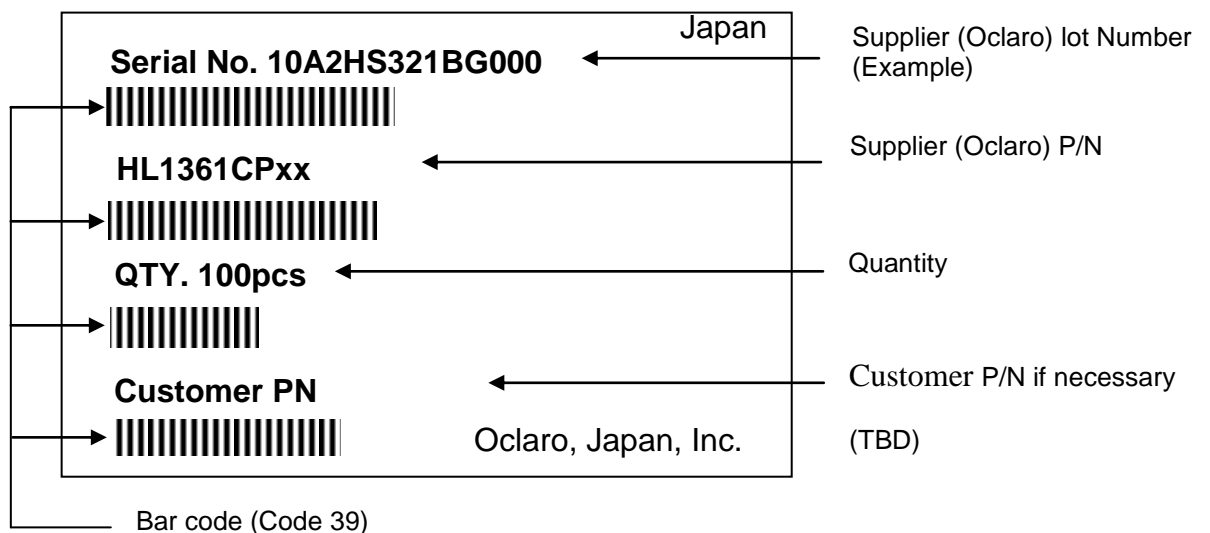 Japan
Serial No. 10A2HS321BG000
Supplier (Oclaro) lot Number
(Example)
HL1361CPxx
Supplier (Oclaro) P/N
QTY. 100pcs
Quantity
Customer PN
Customer P/N if necessary
(TBD)
Oclaro, Japan, Inc.
Bar code (Code 39)